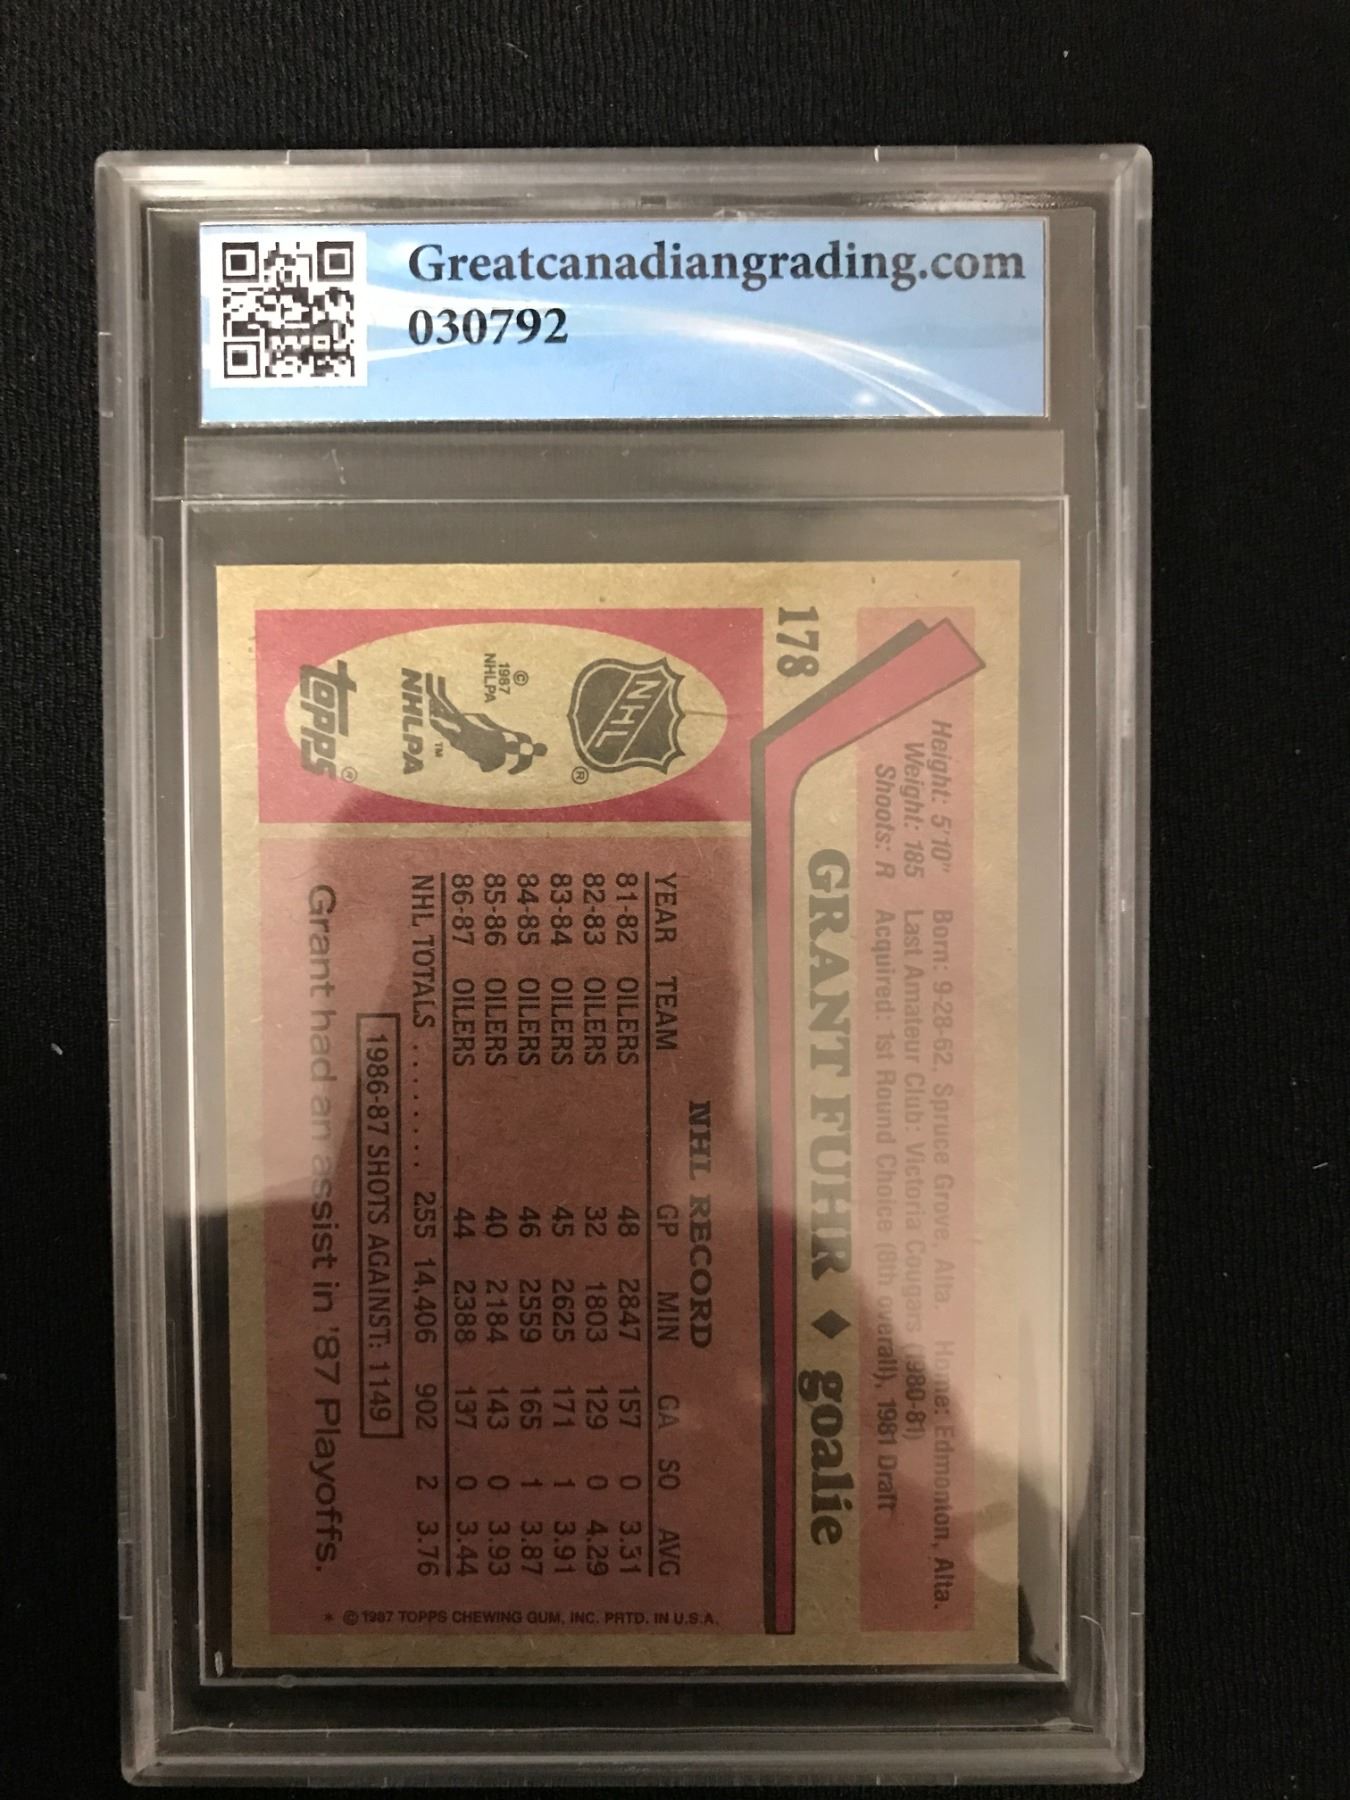 Greatcanadiangrading.com
030792
178
Height: 5'10" Born: 9-28-62, Spruce Grove, Alta. Home: Edmonton, Alta.
Weight: 185 Last Amateur Club: Victoria Cougars (1980-81)
Shoots: R Acquired: 1st Round Choice (8th overall), 1981 Draft
GRANT FUHR ♦ goalie
NHL
®
© 1987 NHLPA
NHLPA
™
TOPPS
®
NHL RECORD
YEAR TEAM GP MIN GA SO AVG
81-82 OILERS 48 2847 157 0 3.31
82-83 OILERS 32 1803 129 0 4.29
83-84 OILERS 45 2625 171 1 3.91
84-85 OILERS 46 2559 165 1 3.87
85-86 OILERS 40 2184 143 0 3.93
86-87 OILERS 44 2388 137 0 3.44
NHL TOTALS ........ 255 14,406 902 2 3.76
1986-87 SHOTS AGAINST: 1149
Grant had an assist in '87 Playoffs.
* © 1987 TOPPS CHEWING GUM, INC. PRTD. IN U.S.A.